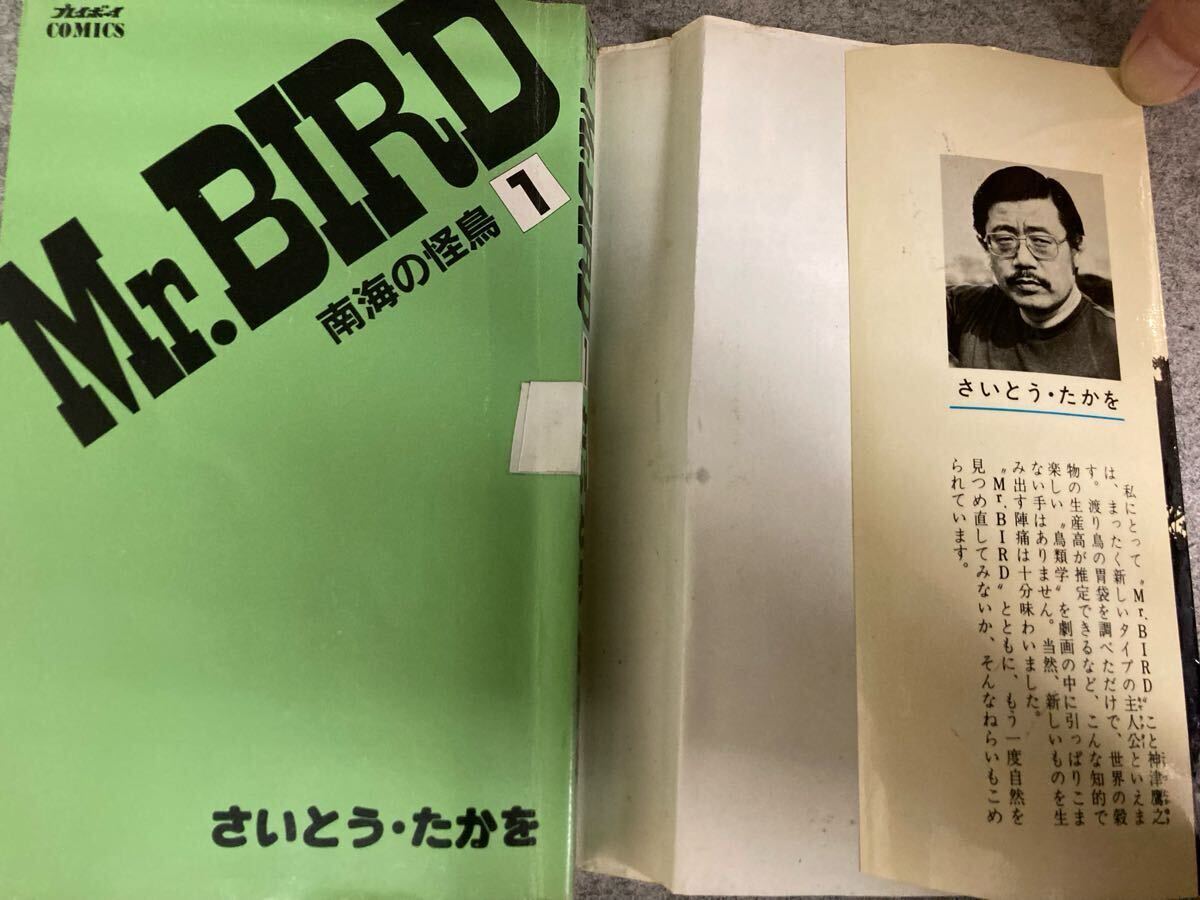 プレイボーイ
COMICS
Mr.BIRD
1
南海の怪鳥
さいとう・たかを
さいとう・たかを
私にとって〝Mr.BIRD〟こと神津鷹之
は、まったく新しいタイプの主人公といえま
す。渡り鳥の胃袋を調べただけで、世界の穀
物の生産高が推定できるなど、こんな知的で
楽しい〝鳥類学〟を劇画の中に引っぱりこま
ない手はありません。当然、新しいものを生
み出す陣痛は十分味わいました。
〝Mr.BIRD〟とともに、もう一度自然を
見つめ直してみないか、そんなねらいもこめ
られています。